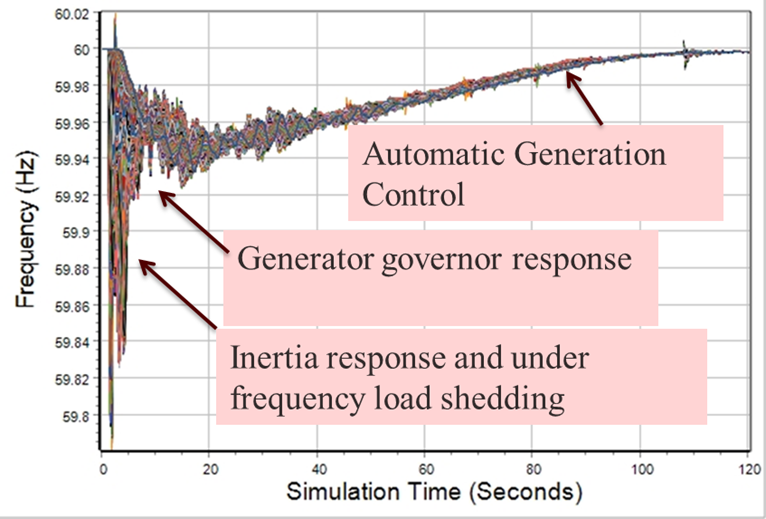 60.02
60
59.98
59.96
59.94
59.92
59.9
59.88
59.86
59.84
59.82
59.8
Frequency (Hz)
Automatic Generation
Control
Generator governor response
Inertia response and under
frequency load shedding
0 20 40 60 80 100 120
Simulation Time (Seconds)